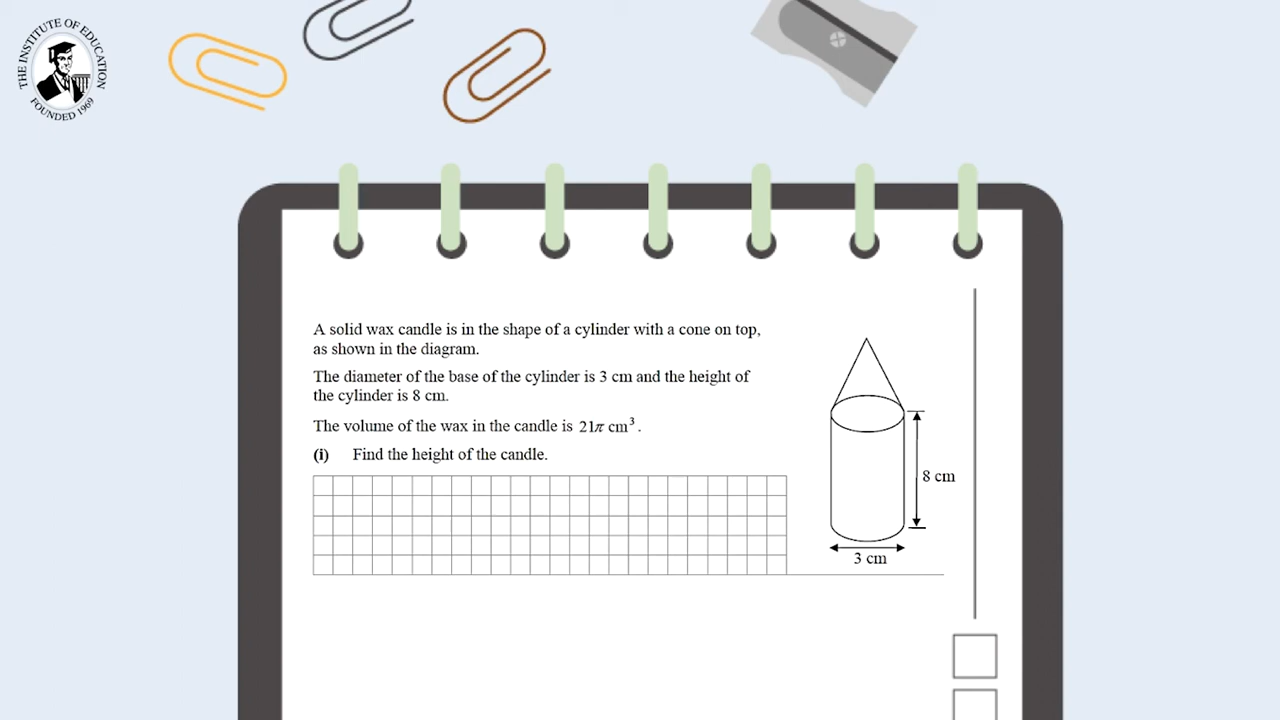 THE INSTITUTE OF EDUCATION
FOUNDED 1969
A solid wax candle is in the shape of a cylinder with a cone on top,
as shown in the diagram.
The diameter of the base of the cylinder is 3 cm and the height of
the cylinder is 8 cm.
The volume of the wax in the candle is 21π cm³.
(i) Find the height of the candle.
8 cm
3 cm